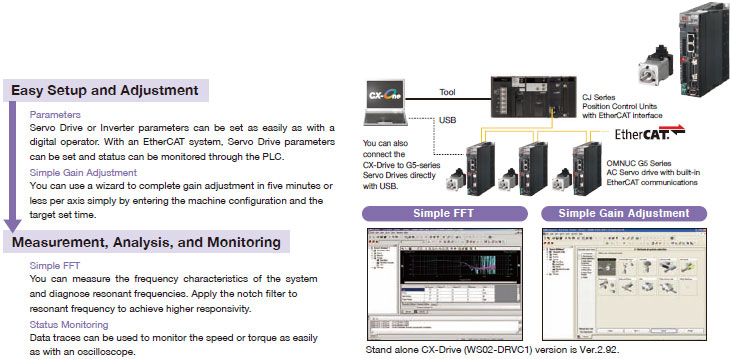 Easy Setup and Adjustment
Parameters
Servo Drive or Inverter parameters can be set as easily as with a
digital operator. With an EtherCAT system, Servo Drive parameters
can be set and status can be monitored through the PLC.
Simple Gain Adjustment
You can use a wizard to complete gain adjustment in five minutes or
less per axis simply by entering the machine configuration and the
target set time.
Measurement, Analysis, and Monitoring
Simple FFT
You can measure the frequency characteristics of the system
and diagnose resonant frequencies. Apply the notch filter to
resonant frequency to achieve higher responsivity.
Status Monitoring
Data traces can be used to monitor the speed or torque as easily
as with an oscilloscope.
CX-One
Tool
USB
CJ Series
Position Control Units
with EtherCAT interface
EtherCAT.
You can also
connect the
CX-Drive to G5-series
Servo Drives directly
with USB.
OMNUC G5 Series
AC Servo drive with built-in
EtherCAT communications
Simple FFT
Simple Gain Adjustment
Stand alone CX-Drive (WS02-DRVC1) version is Ver.2.92.